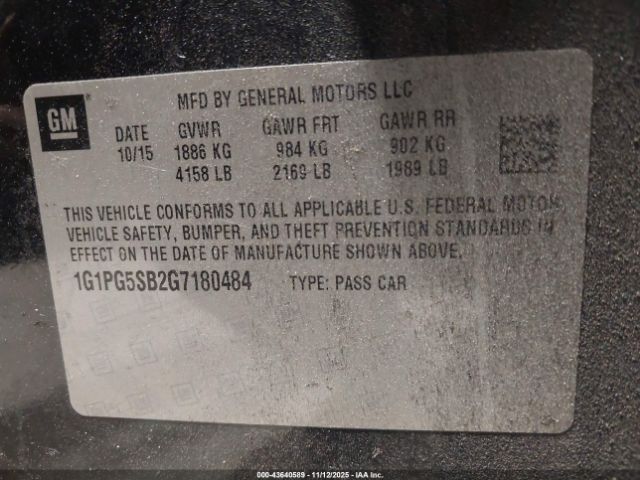 GM
MFD BY GENERAL MOTORS LLC
DATE GVWR GAWR FRT GAWR RR
10/15 1886 KG 984 KG 902 KG
4158 LB 2169 LB 1989 LB
THIS VEHICLE CONFORMS TO ALL APPLICABLE U.S. FEDERAL MOTOR
VEHICLE SAFETY, BUMPER, AND THEFT PREVENTION STANDARDS IN
EFFECT ON THE DATE OF MANUFACTURE SHOWN ABOVE.
1G1PG5SB2G7180484 TYPE: PASS CAR
000-43640589 - 11/12/2025 - IAA Inc.